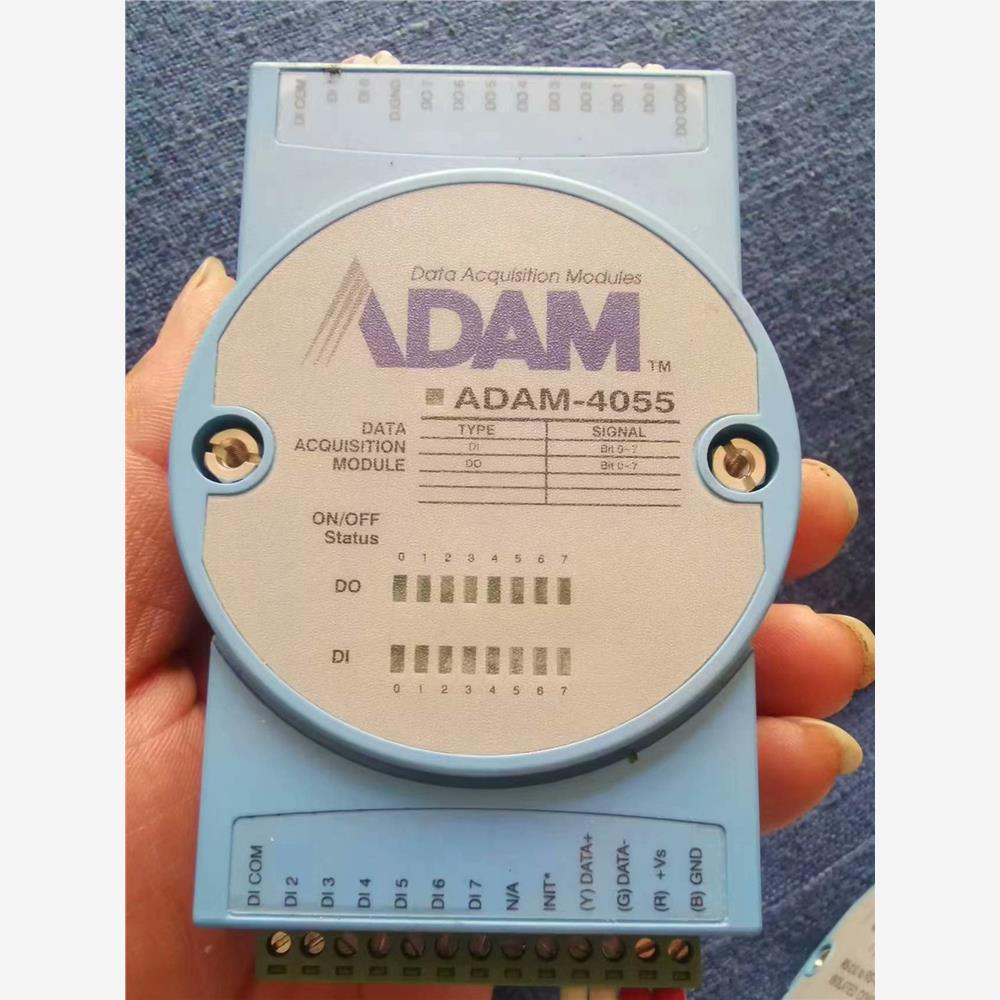 DI COM DI 1 DI 0 D.GND DO 7 DO 6 DO 5 DO 4 DO 3 DO 2 DO 1 DO 0 DO COM
Data Acquisition Modules
ADAM TM
ADAM-4055
DATA
ACQUISITION
MODULE
TYPE SIGNAL
DI Bit 0~7
DO Bit 0~7
ON/OFF
Status
0 1 2 3 4 5 6 7
DO
DI
0 1 2 3 4 5 6 7
DI COM DI 2 DI 3 DI 4 DI 5 DI 6 DI 7 N/A INIT* (Y) DATA+ (G) DATA- (R) +Vs (B) GND